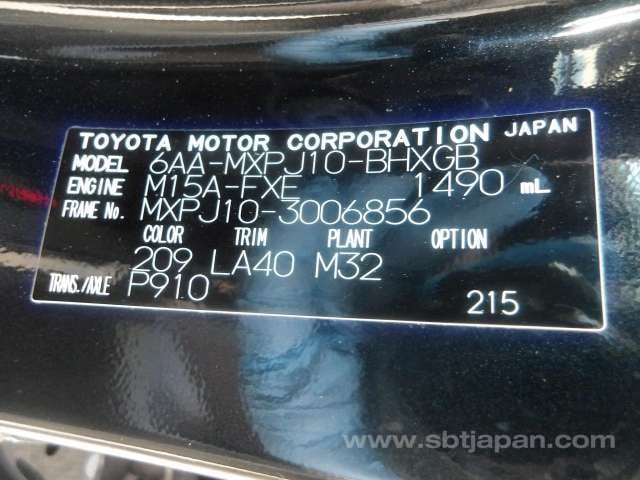 TOYOTA MOTOR CORPORATION JAPAN
MODEL 6AA-MXPJ10-BHXGB
ENGINE M15A-FXE 1490 mL
FRAME No. MXPJ10-3006856
COLOR TRIM PLANT OPTION
209 LA40 M32
TRANS./AXLE P910
215
www.sbtjapan.com